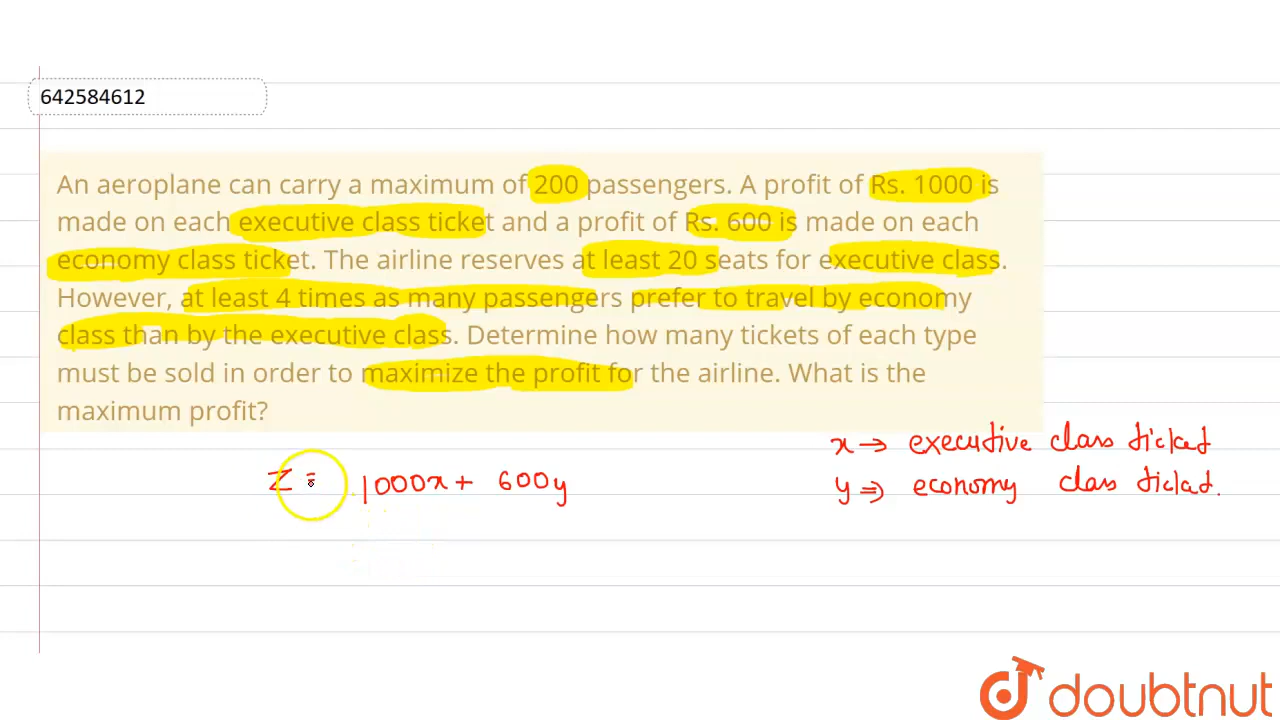 642584612
An aeroplane can carry a maximum of 200 passengers. A profit of Rs. 1000 is
made on each executive class ticket and a profit of Rs. 600 is made on each
economy class ticket. The airline reserves at least 20 seats for executive class.
However, at least 4 times as many passengers prefer to travel by economy
class than by the executive class. Determine how many tickets of each type
must be sold in order to maximize the profit for the airline. What is the
maximum profit?
x → executive class ticket
Z = 1000x + 600y
y ⇒ economy class ticket.
doubtnut